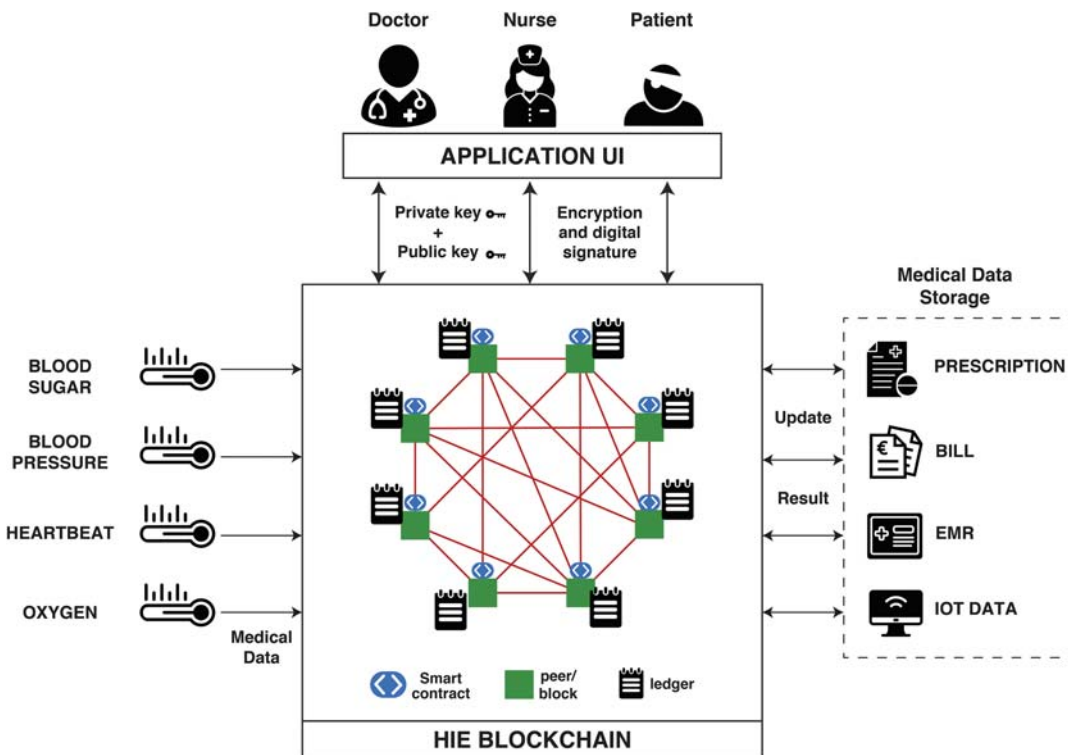 Doctor
Nurse
Patient
APPLICATION UI
Private key
+
Public key
Encryption
and digital
signature
Medical Data
Storage
BLOOD
SUGAR
BLOOD
PRESSURE
HEARTBEAT
OXYGEN
Medical
Data
Update
Result
PRESCRIPTION
BILL
EMR
IOT DATA
Smart
contract
peer/
block
ledger
HIE BLOCKCHAIN